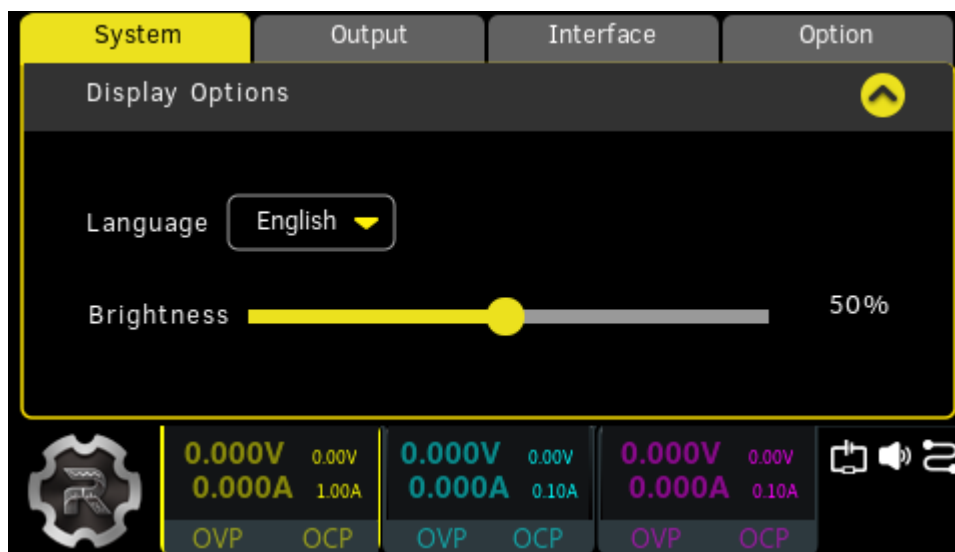 System Output Interface Option
Display Options
Language English
Brightness 50%
0.000V 0.00V 0.000V 0.00V 0.000V 0.00V
0.000A 1.00A 0.000A 0.10A 0.000A 0.10A
OVP OCP OVP OCP OVP OCP